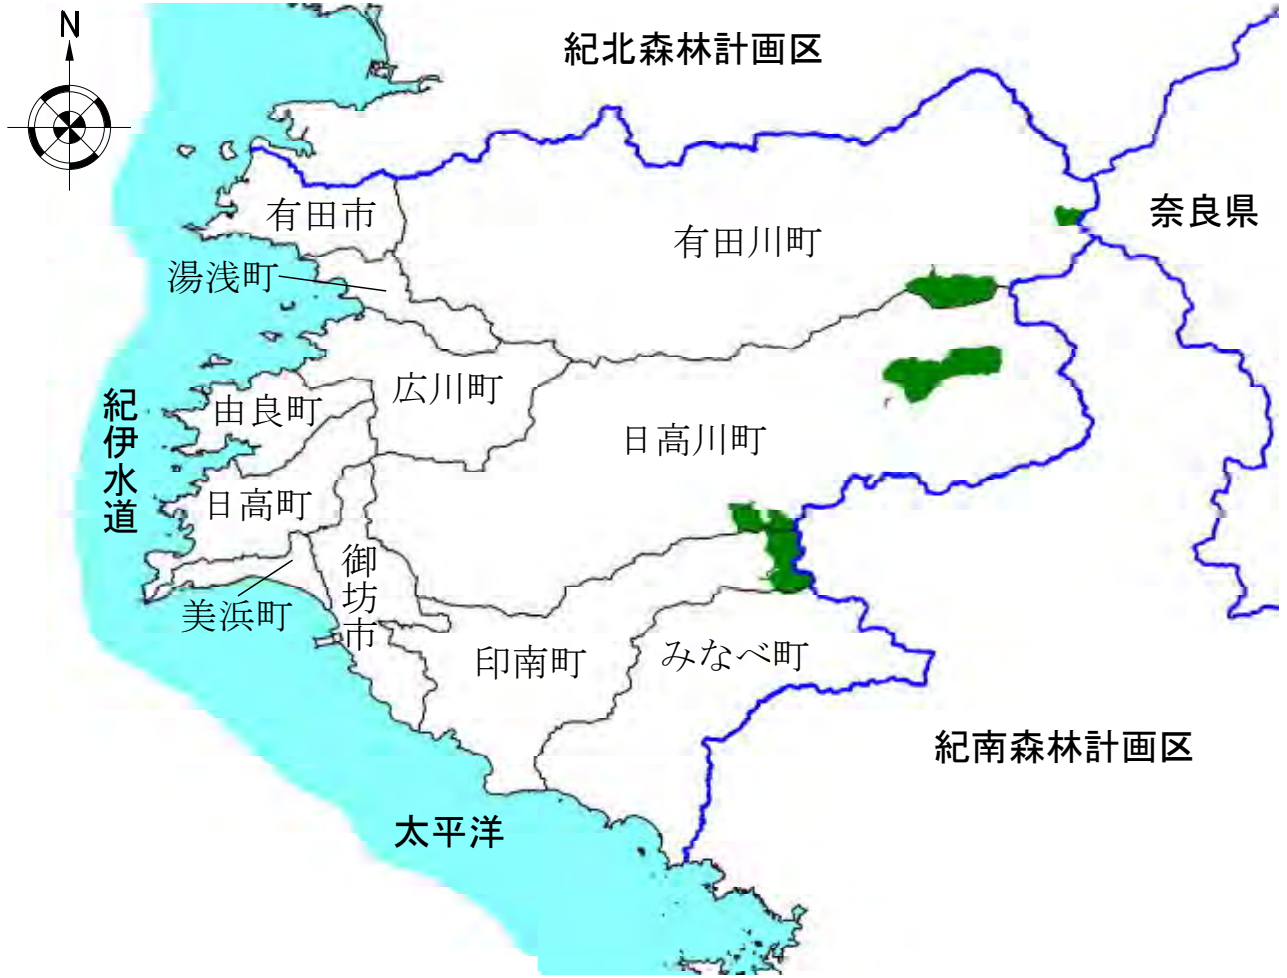 N
紀北森林計画区
有田市
奈良県
有田川町
湯浅町
広川町
由良町
紀伊水道
日高川町
日高町
御坊市
美浜町
印南町
みなべ町
紀南森林計画区
太平洋